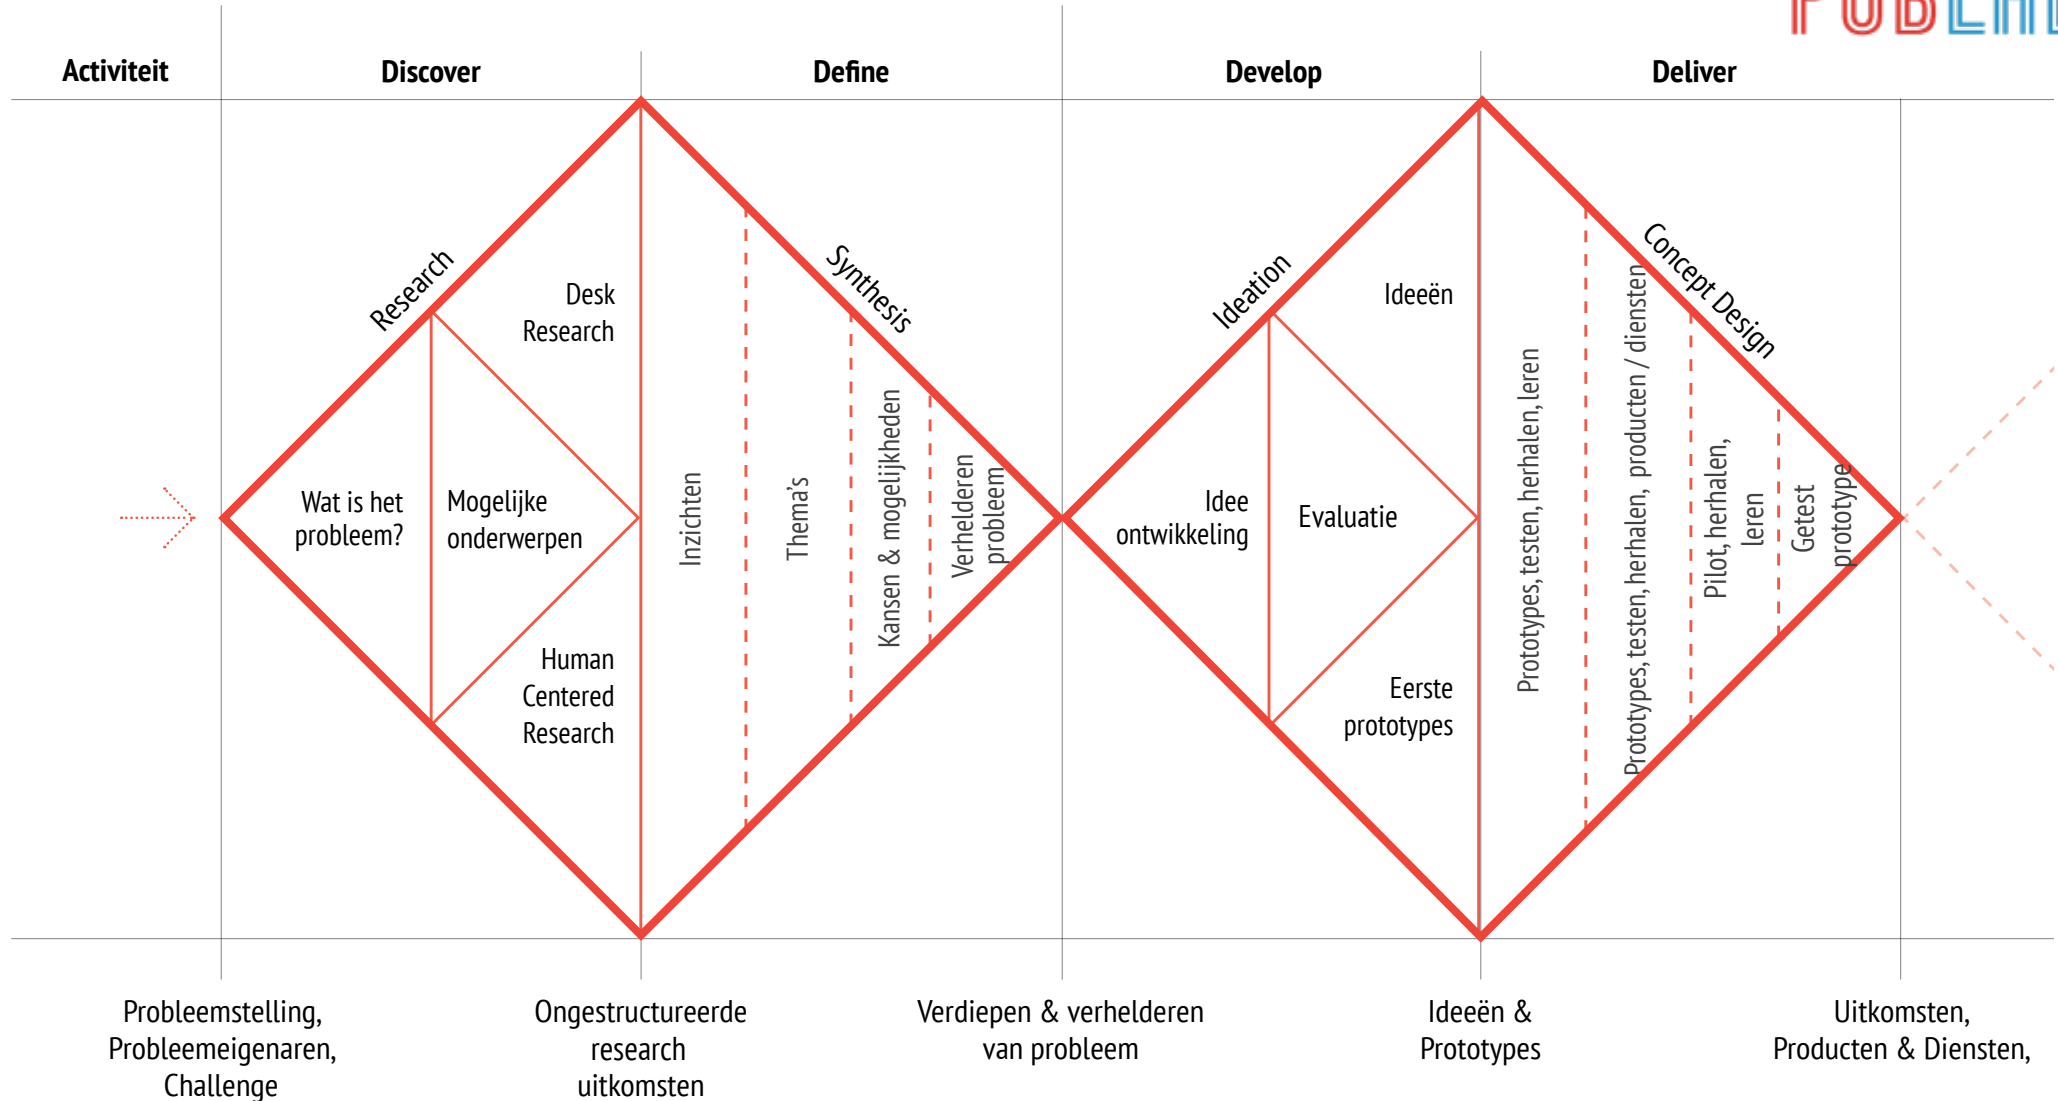 Activiteit
Discover
Define
Develop
Deliver
Research
Desk
Research
Wat is het
probleem?
Mogelijke
onderwerpen
Human
Centered
Research
Synthesis
Inzichten
Thema's
Kansen & mogelijkheden
Verhelderen
probleem
Ideation
Ideeën
Idee
ontwikkeling
Evaluatie
Eerste
prototypes
Concept Design
Prototypes, testen, herhalen, leren
Prototypes, testen, herhalen, producten / diensten
Pilot, herhalen,
leren
Getest
prototype
Probleemstelling,
Probleemeigenaren,
Challenge
Ongestructureerde
research
uitkomsten
Verdiepen & verhelderen
van probleem
Ideeën &
Prototypes
Uitkomsten,
Producten & Diensten,